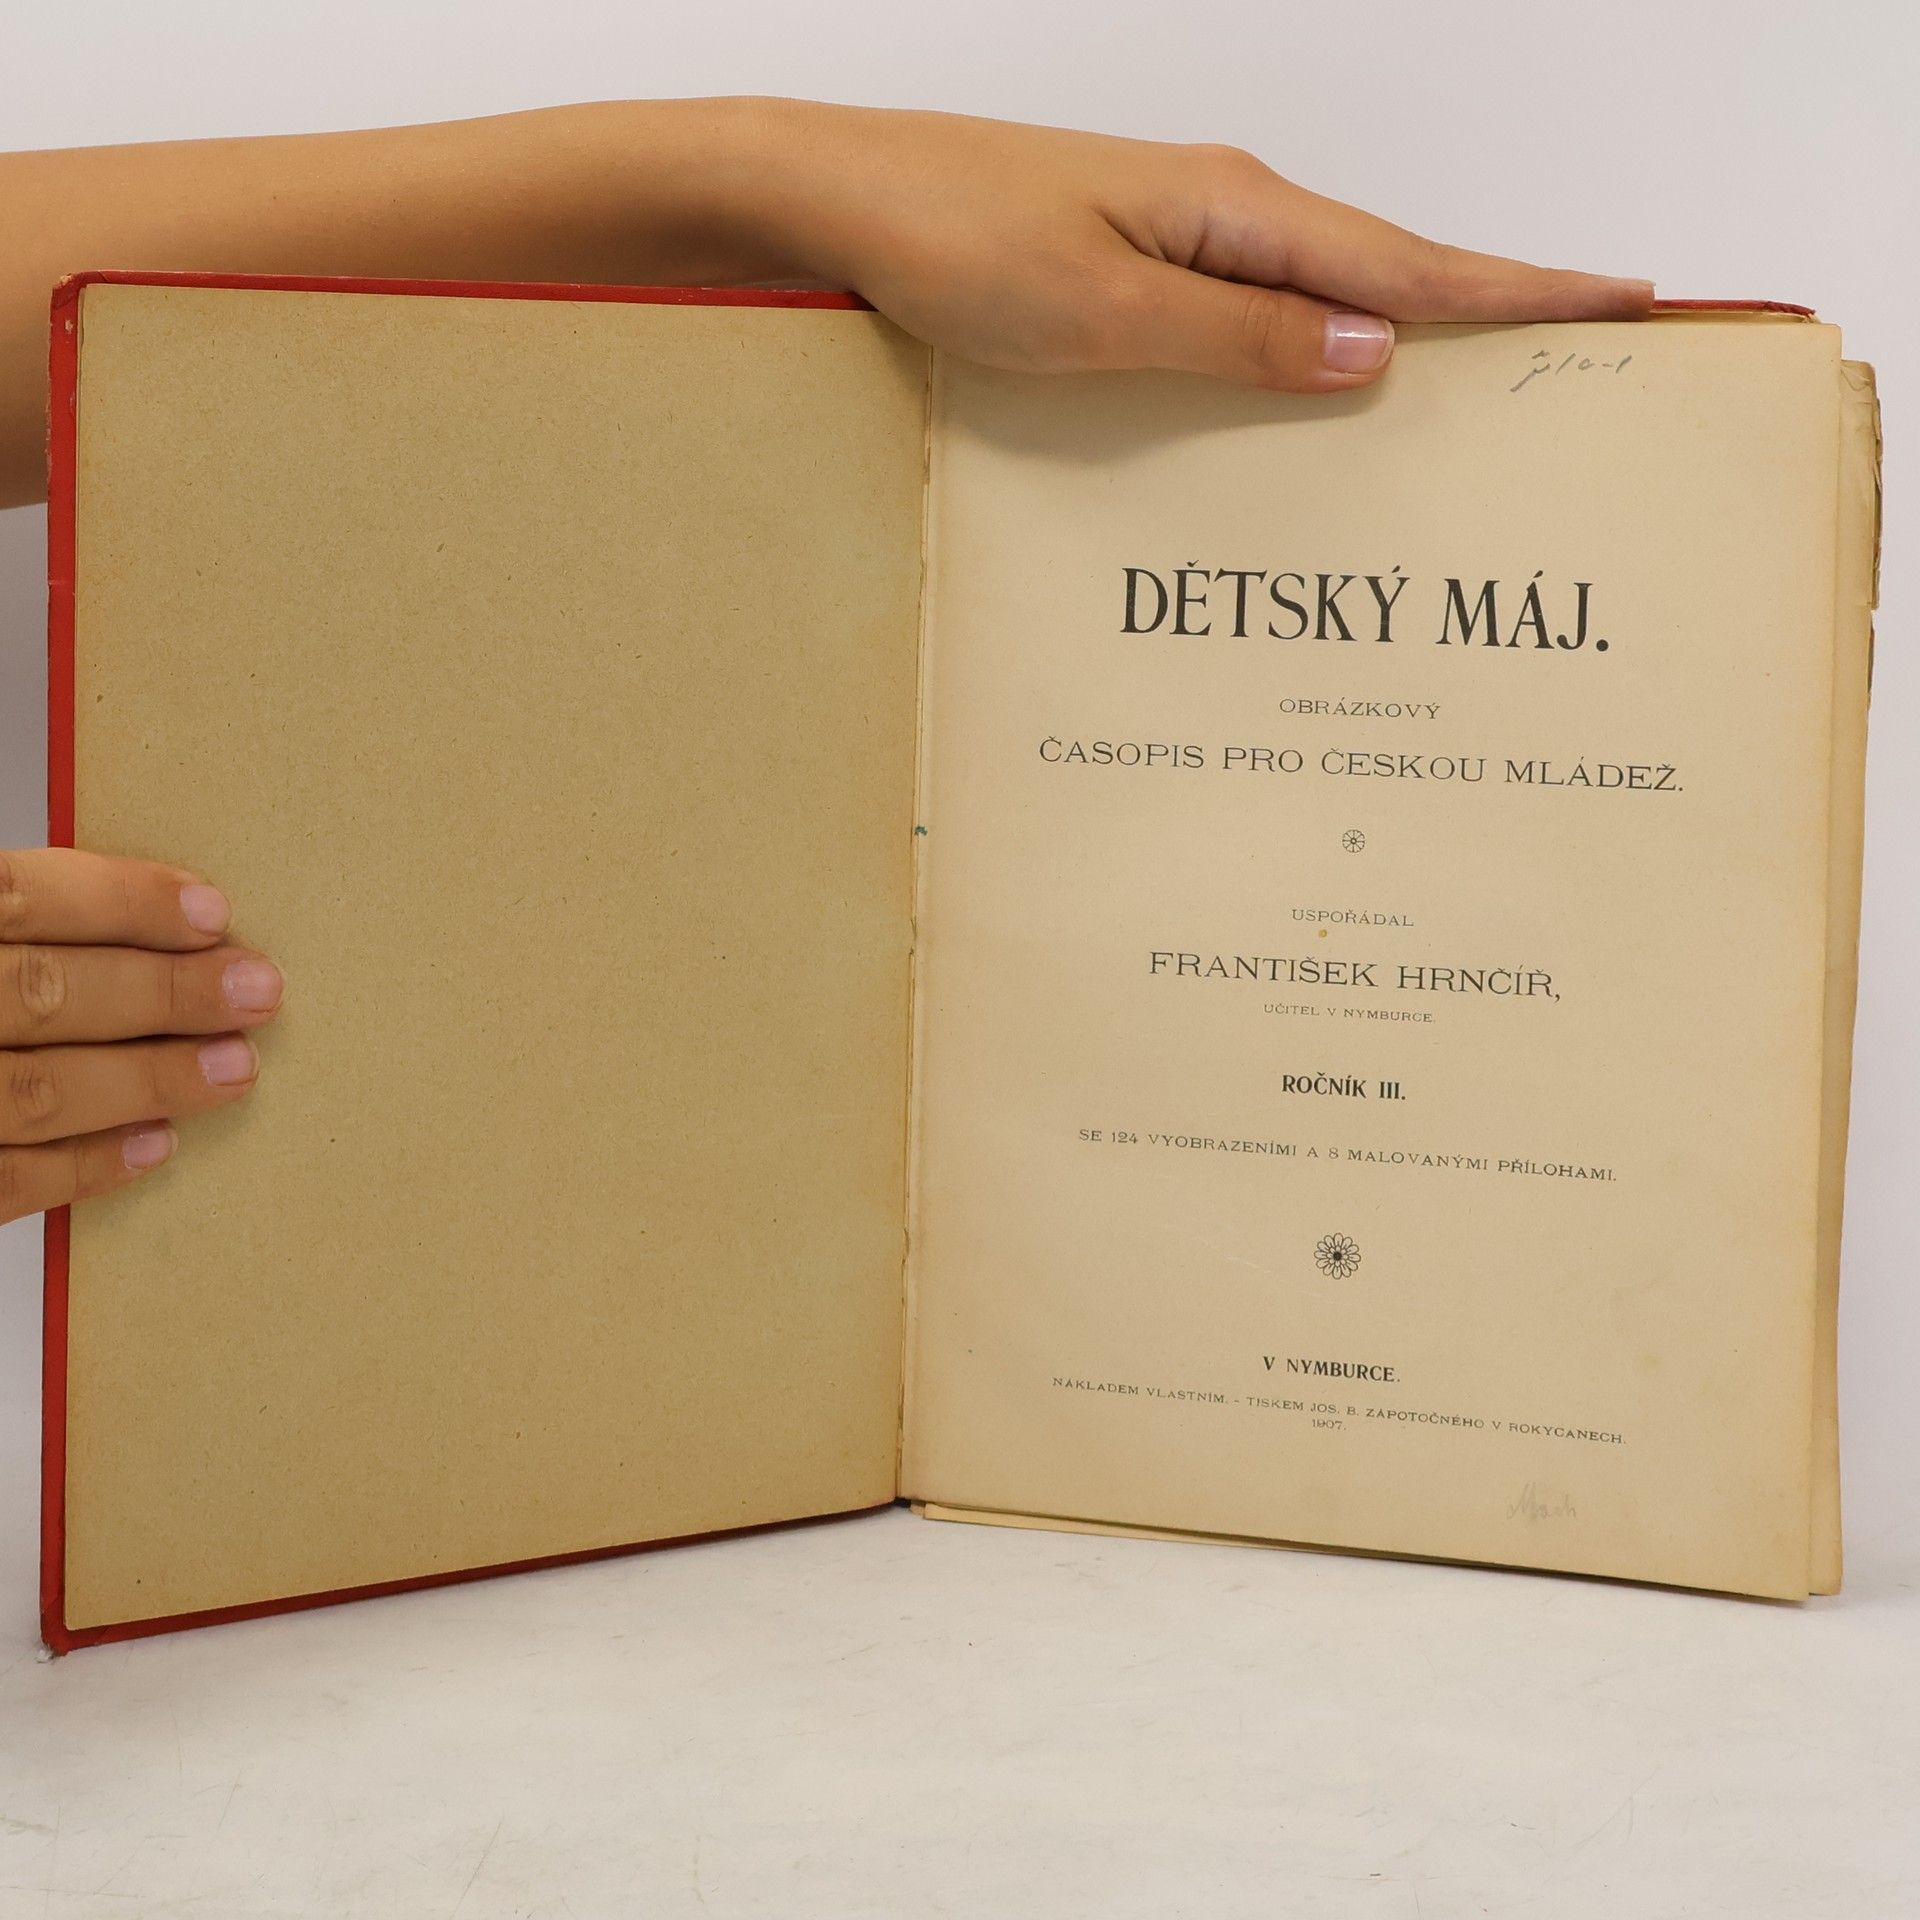 DĚTSKÝ MÁJ.
OBRÁZKOVÝ
ČASOPIS PRO ČESKOU MLÁDEŽ.
USPOŘÁDAL
FRANTIŠEK HRNČÍŘ,
UČITEL V NYMBURCE.
ROČNÍK III.
SE 124 VYOBRAZENÍMI A 8 MALOVANÝMI PŘÍLOHAMI.
V NYMBURCE.
NÁKLADEM VLASTNÍM. - TISKEM JOS. B. ZÁPOTOČNÉHO V ROKYCANECH.
1907.